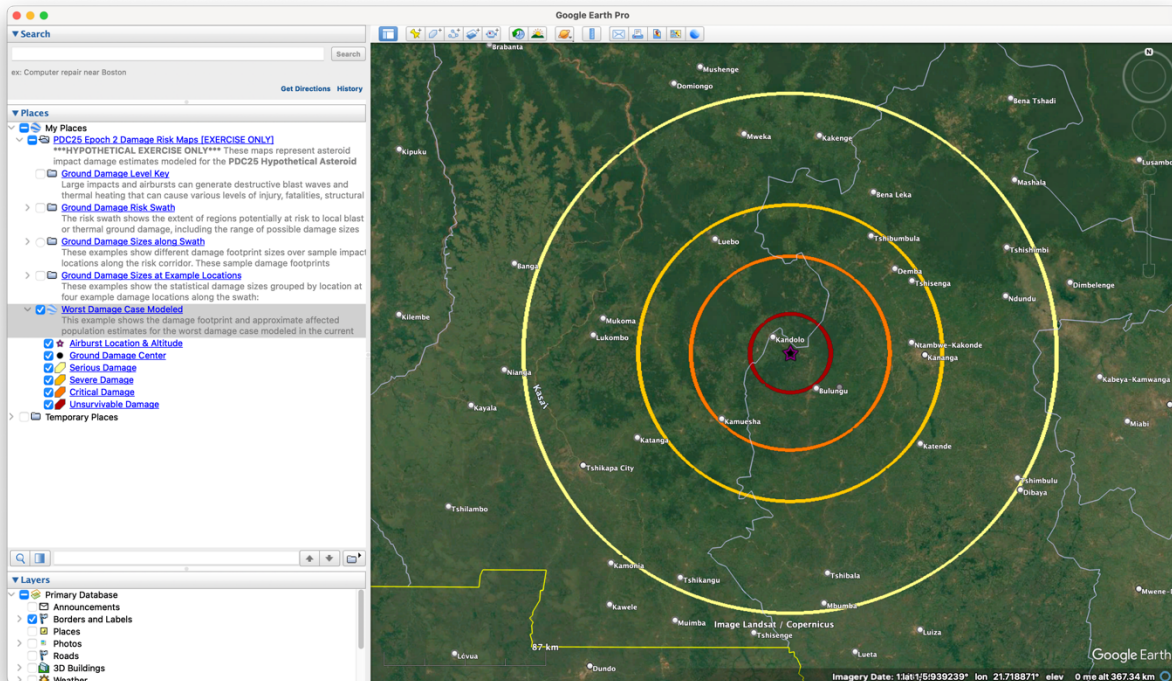 Google Earth Pro
Search
Search
ex: Computer repair near Boston
Get Directions History
Places
My Places
PDC25 Epoch 2 Damage Risk Maps [EXERCISE ONLY]
***HYPOTHETICAL EXERCISE ONLY*** These maps represent asteroid
impact damage estimates modeled for the PDC25 Hypothetical Asteroid
Ground Damage Level Key
Large impacts and airbursts can generate destructive blast waves and
thermal heating that can cause various levels of injury, fatalities, structural
Ground Damage Risk Swath
The risk swath shows the extent of regions potentially at risk to local blast
or thermal ground damage, including the range of possible damage sizes
Ground Damage Sizes along Swath
These examples show different damage footprint sizes over sample impact
locations along the risk corridor. These sample damage footprints
Ground Damage Sizes at Example Locations
These examples show the statistical damage sizes grouped by location at
four example damage locations along the swath:
Worst Damage Case Modeled
This example shows the damage footprint and approximate affected
population estimates for the worst damage case modeled in the current
Airburst Location & Altitude
Ground Damage Center
Serious Damage
Severe Damage
Critical Damage
Unsurvivable Damage
Temporary Places
Layers
Primary Database
Announcements
Borders and Labels
Places
Photos
Roads
3D Buildings
Weather
N
Brabanta
Mushenge
Domiongo
Bena Tshadi
Mweka
Kakenge
Kipuku
Lusambo
Mashala
Bena Leka
Luebo
Tshibumbula
Tshishimbi
Banga
Demba
Tshisenga
Dimbelenge
Ndundu
Kilembe
Mukoma
Lukombo
Kandolo
Ntambwe-Kakonde
Kananga
Nianga
Kasai
Bulungu
Kabeya-Kamwanga
Kayala
Kamuesha
Miabi
Katanga
Katende
Tshikapa City
Tshimbulu
Dibaya
Tshilambo
Kamonia
Tshikangu
Tshibala
Kawele
Mbumba
Muimba
Image Landsat / Copernicus
Tshisenge
Luiza
87 km
Lóvua
Lueta
Dundo
Google Earth
lon 21.718871° elev 0 me alt 367.34 km